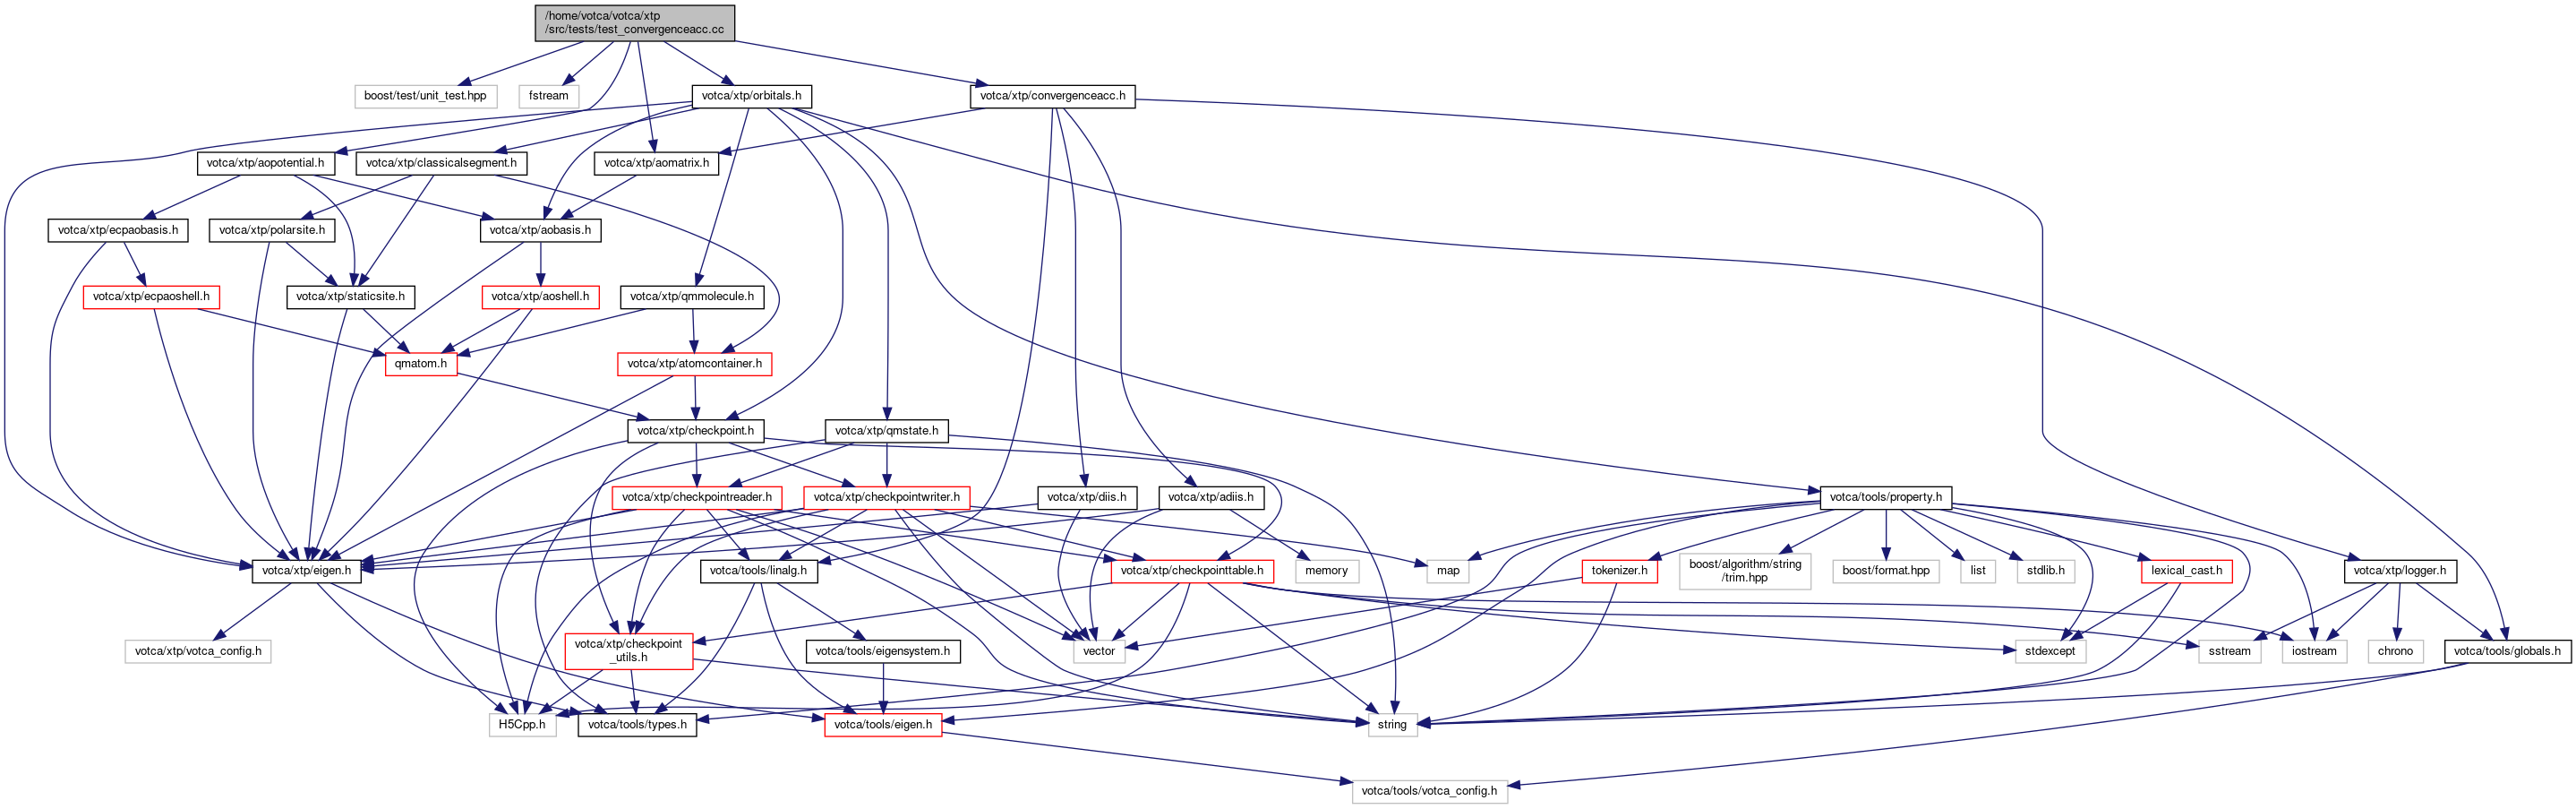 /home/votca/votca/xtp
/src/tests/test_convergenceacc.cc
boost/test/unit_test.hpp
fstream
votca/xtp/orbitals.h
votca/xtp/convergenceacc.h
votca/xtp/aopotential.h
votca/xtp/classicalsegment.h
votca/xtp/aomatrix.h
votca/xtp/ecpaobasis.h
votca/xtp/polarsite.h
votca/xtp/aobasis.h
votca/xtp/ecpaoshell.h
votca/xtp/staticsite.h
votca/xtp/aoshell.h
votca/xtp/qmmolecule.h
qmatom.h
votca/xtp/atomcontainer.h
votca/xtp/checkpoint.h
votca/xtp/qmstate.h
votca/xtp/checkpointreader.h
votca/xtp/checkpointwriter.h
votca/xtp/diis.h
votca/xtp/adiis.h
votca/tools/property.h
votca/xtp/eigen.h
votca/tools/linalg.h
votca/xtp/checkpointtable.h
memory
map
tokenizer.h
boost/algorithm/string
/trim.hpp
boost/format.hpp
list
stdlib.h
lexical_cast.h
votca/xtp/logger.h
votca/xtp/votca_config.h
votca/xtp/checkpoint
_utils.h
votca/tools/eigensystem.h
vector
stdexcept
sstream
iostream
chrono
votca/tools/globals.h
H5Cpp.h
votca/tools/types.h
votca/tools/eigen.h
string
votca/tools/votca_config.h